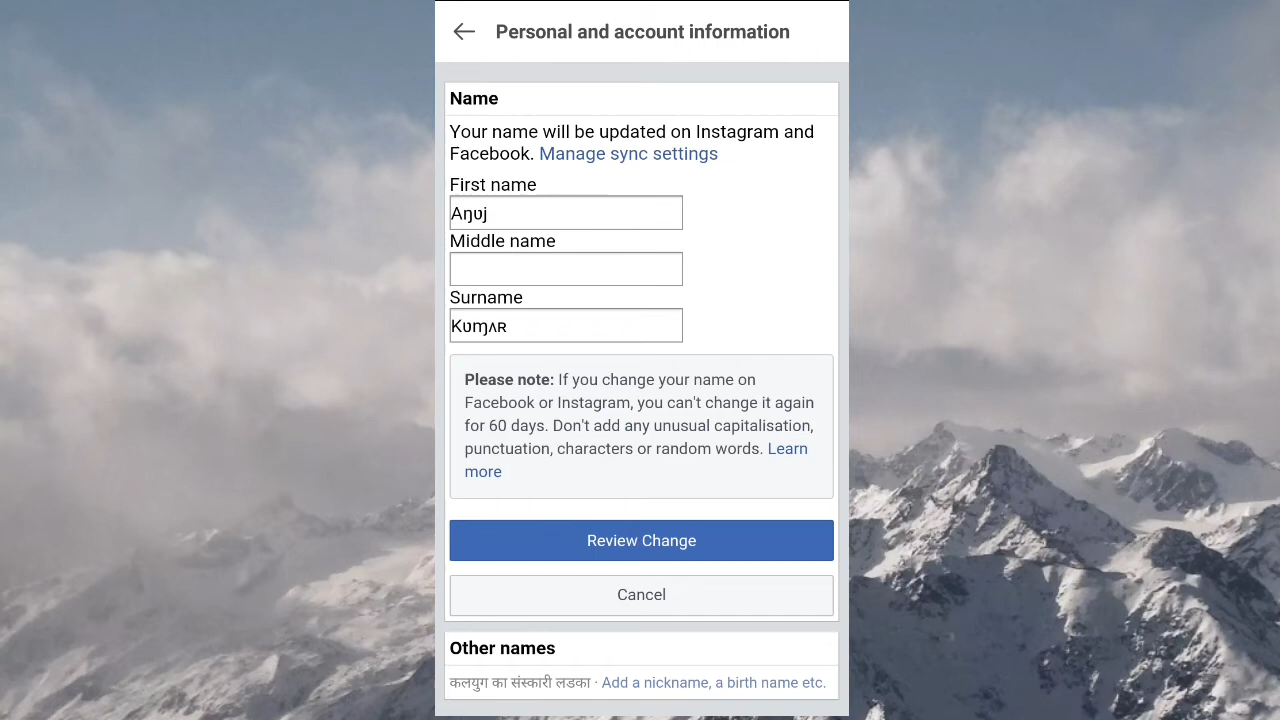 Personal and account information
Name
Your name will be updated on Instagram and
Facebook. Manage sync settings
First name
Aŋʋj
Middle name
Surname
Kʋɱʌʀ
Please note: If you change your name on
Facebook or Instagram, you can't change it again
for 60 days. Don't add any unusual capitalisation,
punctuation, characters or random words. Learn
more
Review Change
Cancel
Other names
कलयुग का संस्कारी लडका · Add a nickname, a birth name etc.